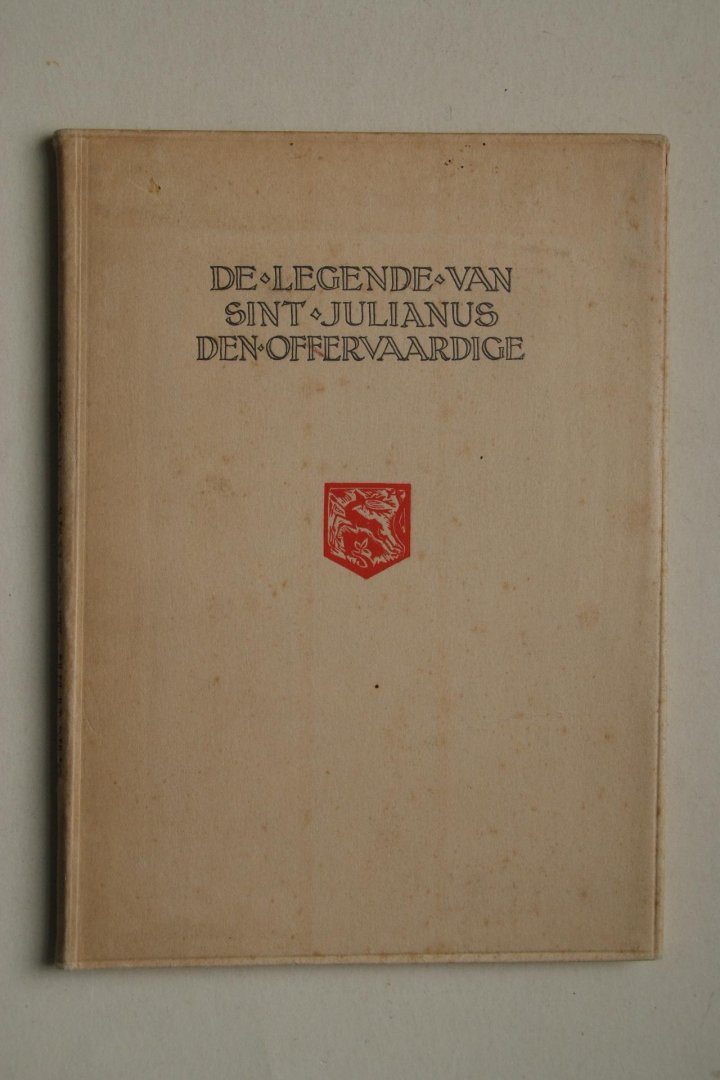 DE ⋄ LEGENDE ⋄ VAN
SINT ⋄ JULIANUS
DEN ⋄ OFFERVAARDIGE